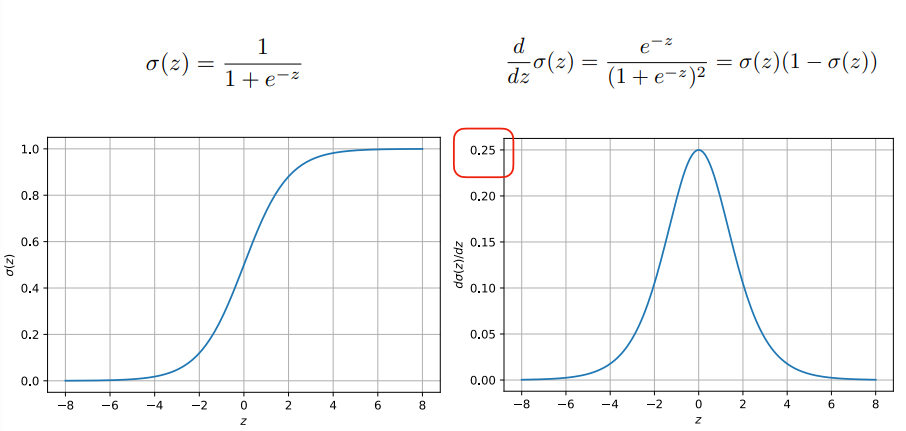 σ(z) = 1 / (1 + e^{−z})
d/dz σ(z) = e^{−z} / (1 + e^{−z})² = σ(z)(1 − σ(z))
1.0
0.8
0.6
0.4
0.2
0.0
σ(z)
−8 −6 −4 −2 0 2 4 6 8
z
0.25
0.20
0.15
0.10
0.05
0.00
dσ(z)/dz
−8 −6 −4 −2 0 2 4 6 8
z